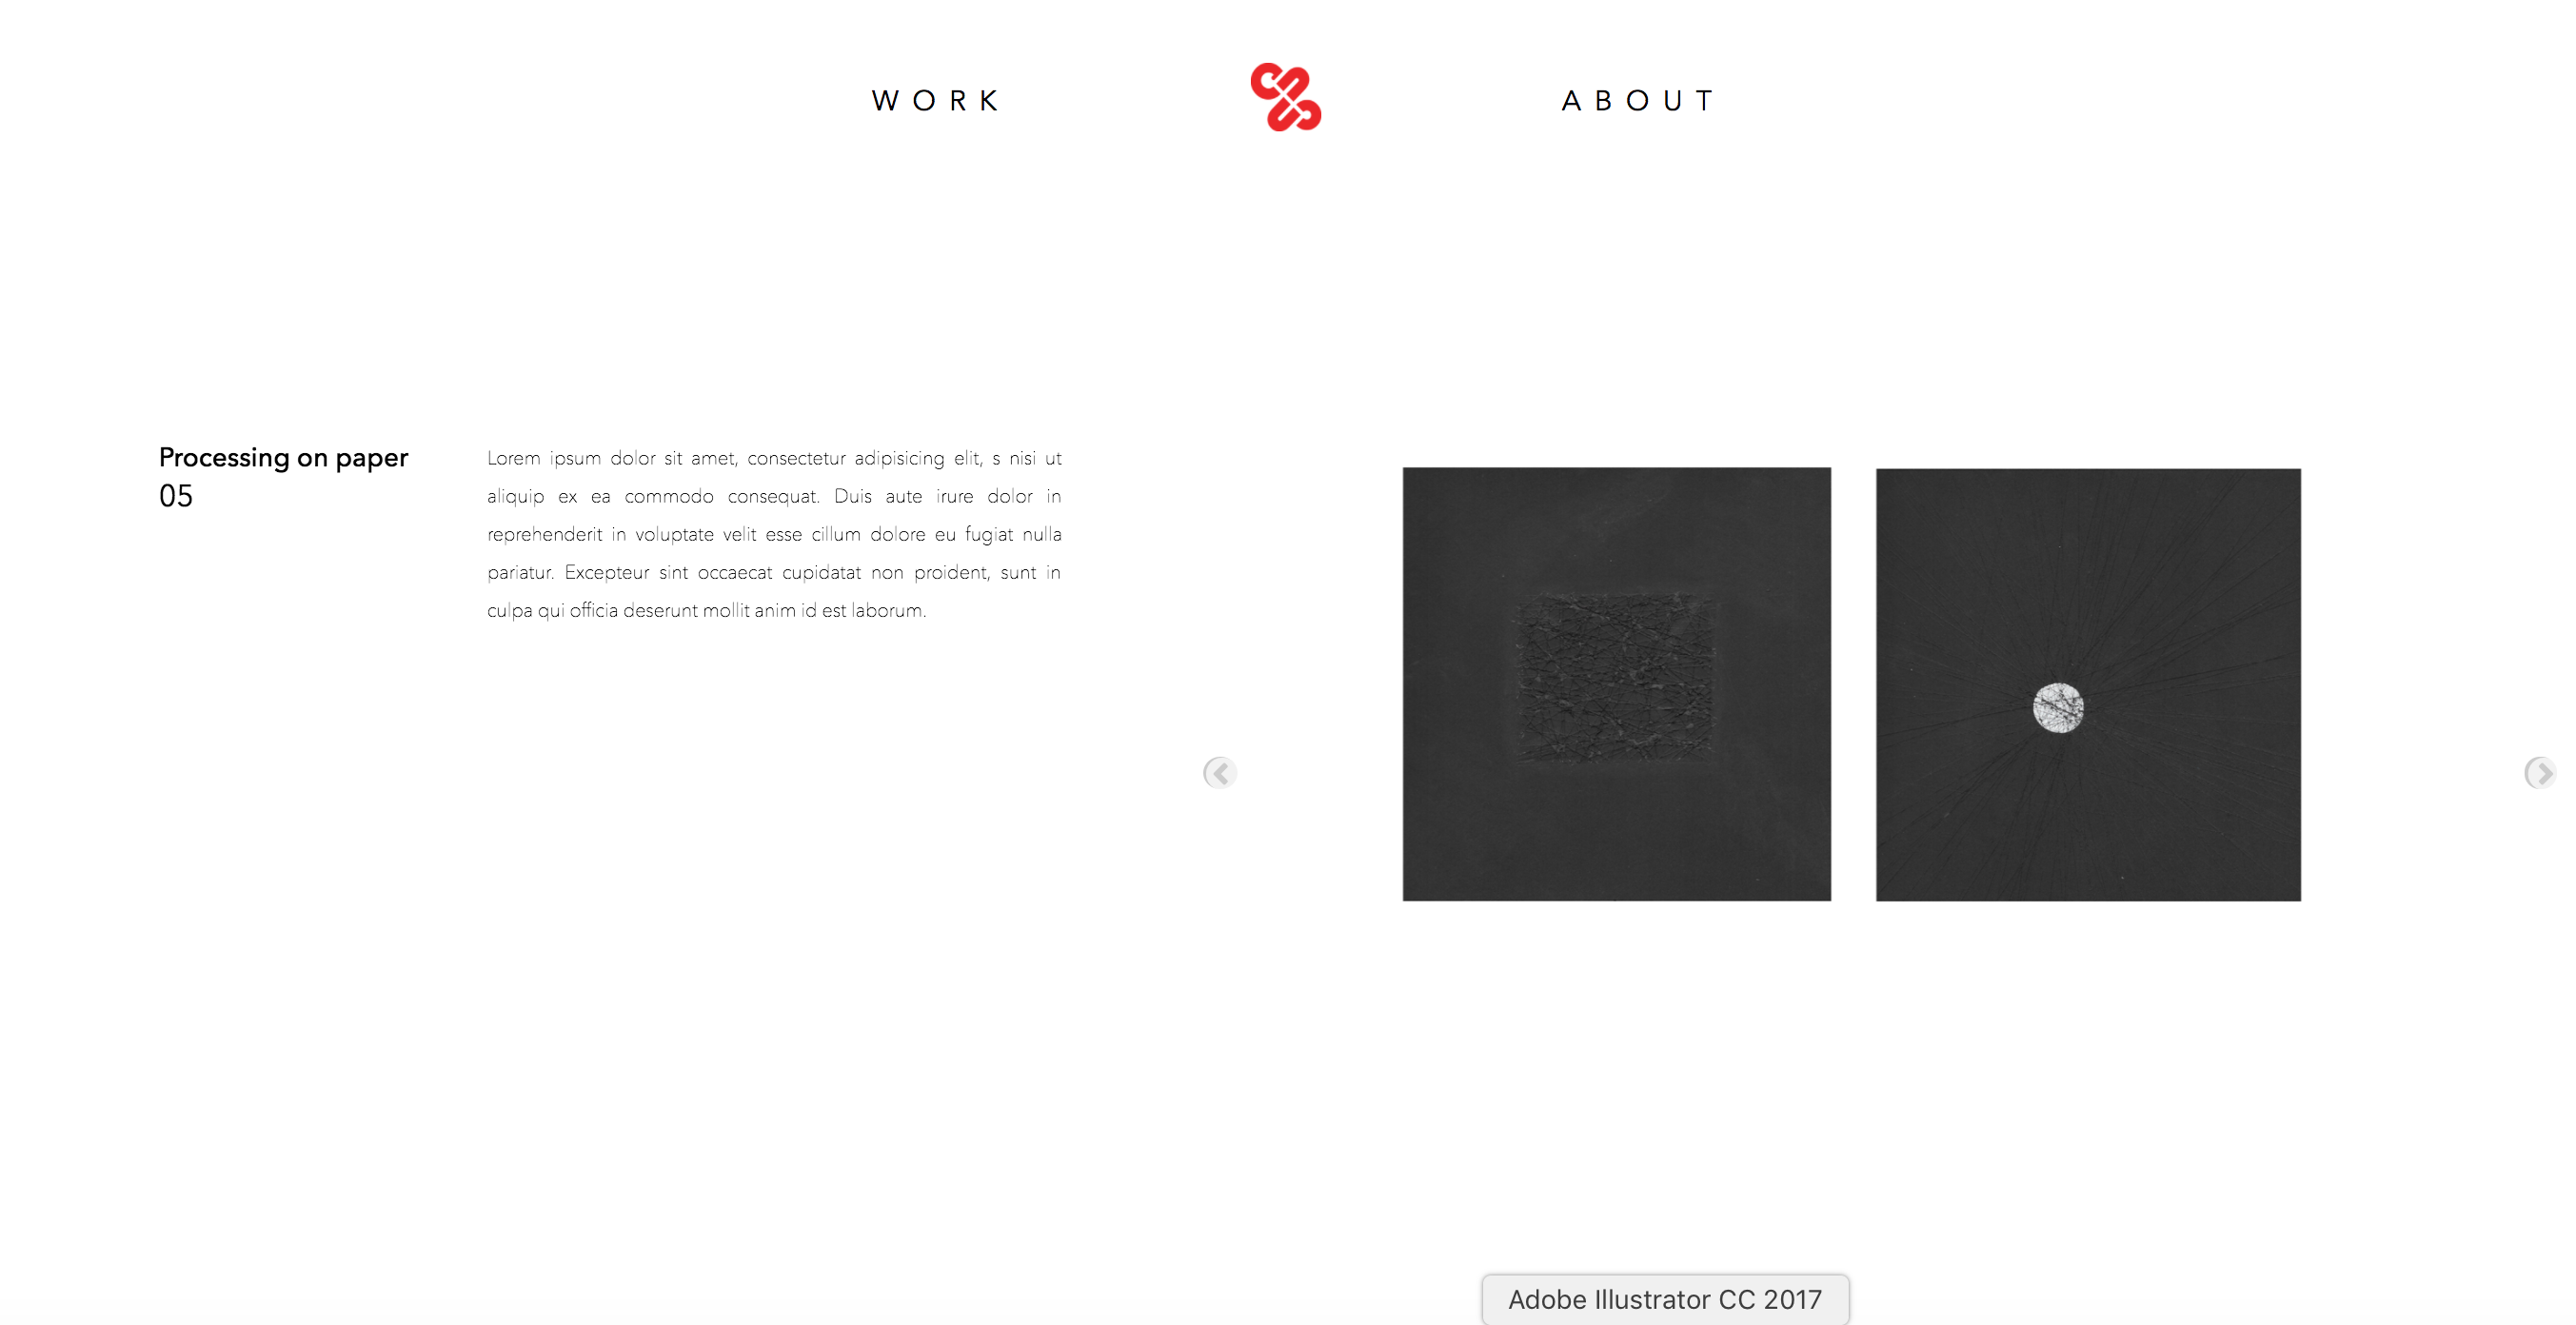 WORK
ABOUT
Processing on paper
05
Lorem ipsum dolor sit amet, consectetur adipisicing elit, s nisi ut
aliquip ex ea commodo consequat. Duis aute irure dolor in
reprehenderit in voluptate velit esse cillum dolore eu fugiat nulla
pariatur. Excepteur sint occaecat cupidatat non proident, sunt in
culpa qui officia deserunt mollit anim id est laborum.
Adobe Illustrator CC 2017